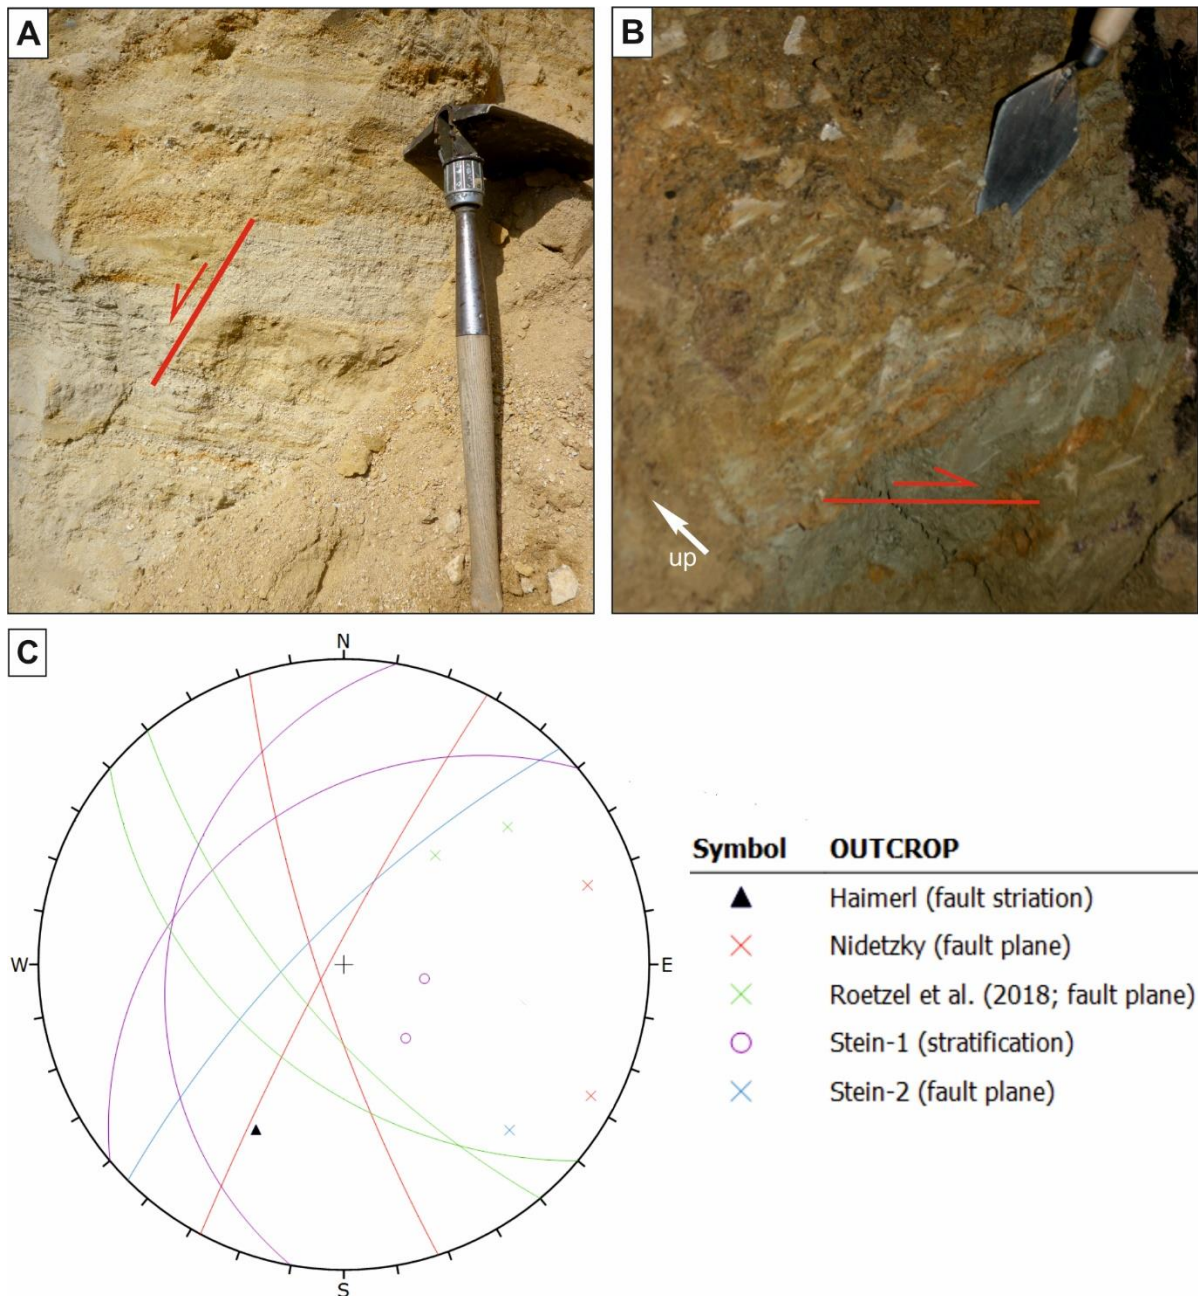 A
B
up
C
N
W
E
S
Symbol OUTCROP
Haimerl (fault striation)
Nidetzky (fault plane)
Roetzel et al. (2018; fault plane)
Stein-1 (stratification)
Stein-2 (fault plane)